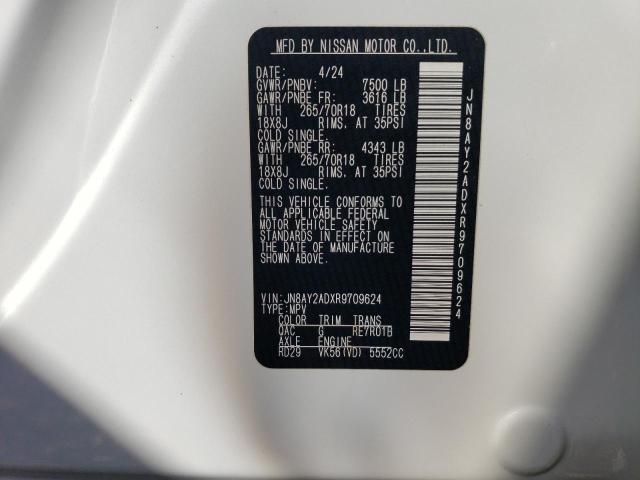 MFD BY NISSAN MOTOR CO.,LTD.
DATE: 4/24
GVWR/PNBV: 7500 LB
GAWR/PNBE FR: 3616 LB
WITH 265/70R18 TIRES
18X8J RIMS. AT 35PSI
COLD SINGLE.
GAWR/PNBE RR: 4343 LB
WITH 265/70R18 TIRES
18X8J RIMS. AT 35PSI
COLD SINGLE.
THIS VEHICLE CONFORMS TO
ALL APPLICABLE FEDERAL
MOTOR VEHICLE SAFETY
STANDARDS IN EFFECT ON
THE DATE OF MANUFACTURE
SHOWN ABOVE.
VIN:JN8AY2ADXR9709624
TYPE:MPV
COLOR TRIM TRANS
QAC G RE7R01B
AXLE ENGINE
RD29 VK56(VD) 5552CC
JN8AY2ADXR9709624